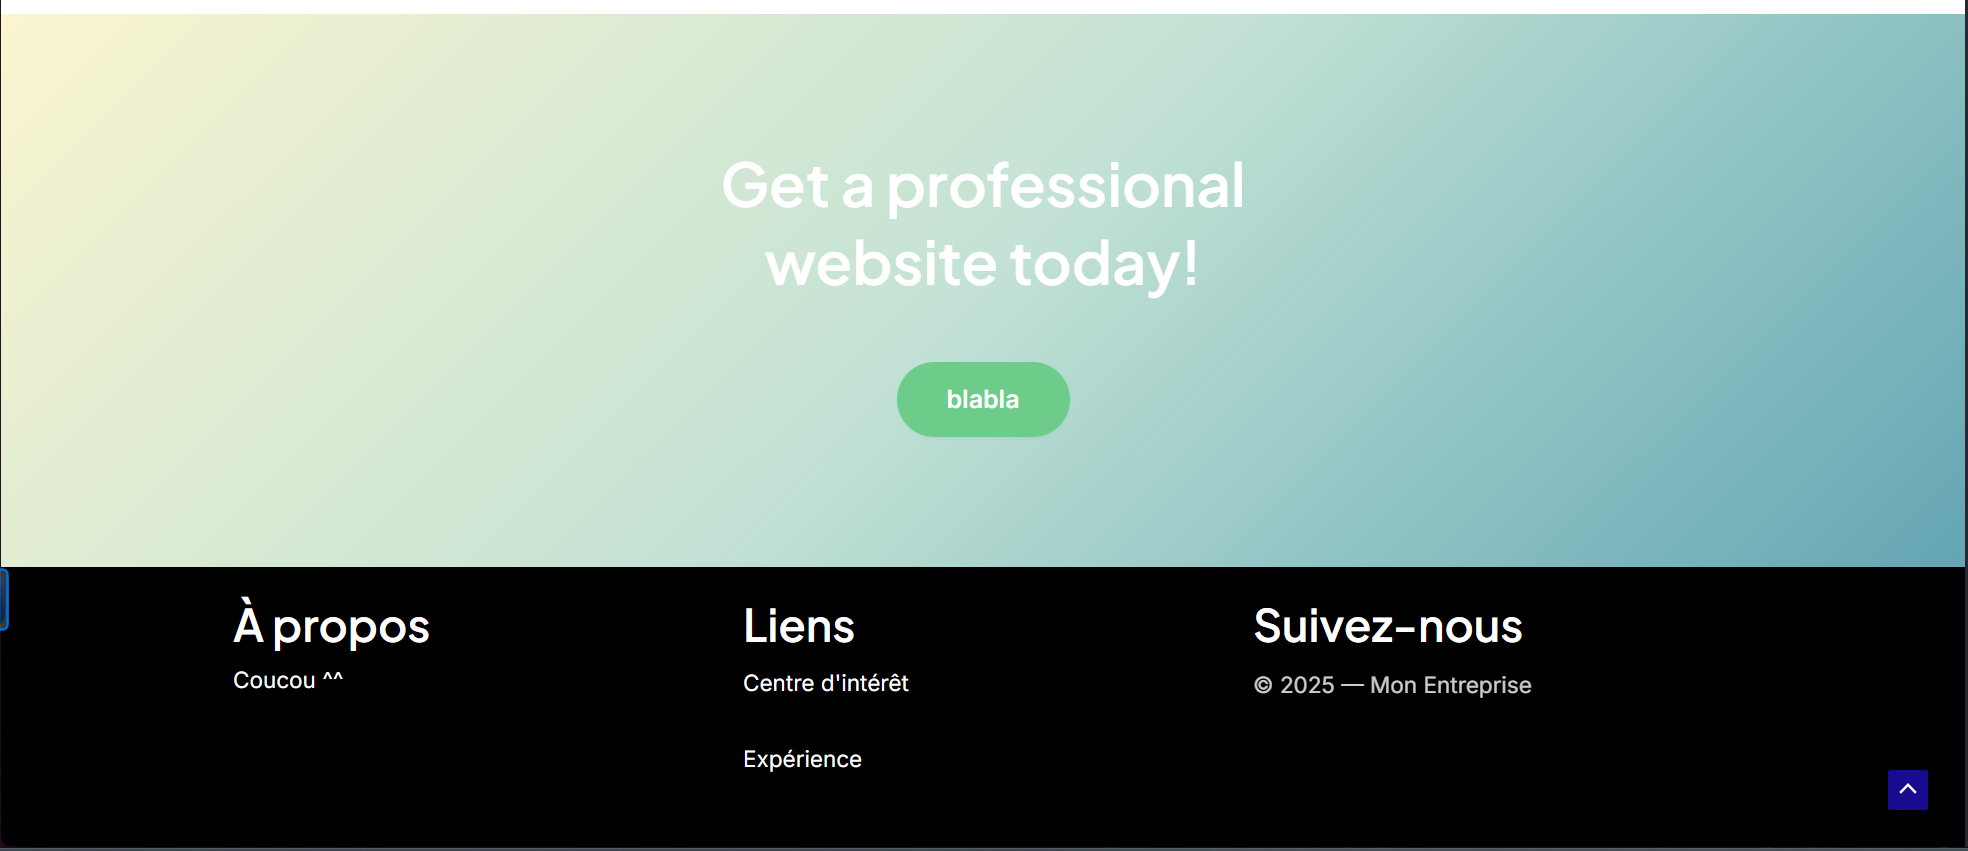 Get a professional
website today!
blabla
À propos
Coucou ^^
Liens
Centre d'intérêt
Expérience
Suivez-nous
© 2025 — Mon Entreprise